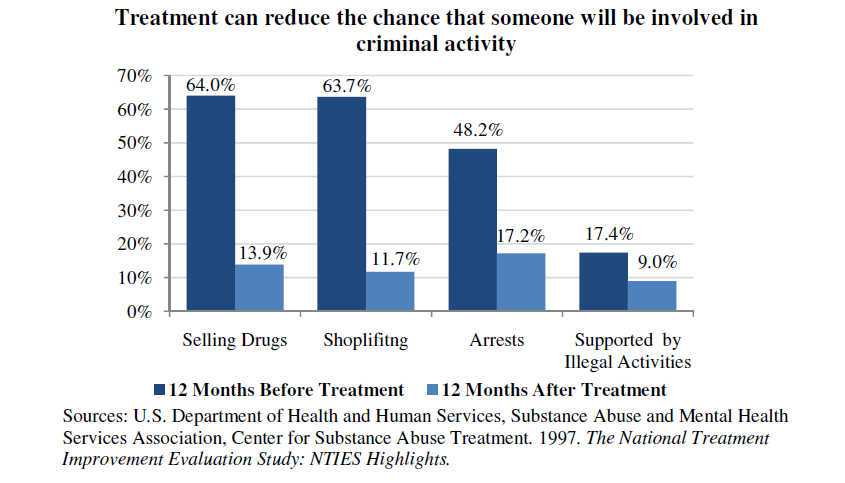 Treatment can reduce the chance that someone will be involved in
criminal activity
70%
60%
50%
40%
30%
20%
10%
0%
64.0%
63.7%
48.2%
17.4%
13.9%
11.7%
17.2%
9.0%
Selling Drugs
Shoplifitng
Arrests
Supported by
Illegal Activities
12 Months Before Treatment
12 Months After Treatment
Sources: U.S. Department of Health and Human Services, Substance Abuse and Mental Health
Services Association, Center for Substance Abuse Treatment. 1997. The National Treatment
Improvement Evaluation Study: NTIES Highlights.